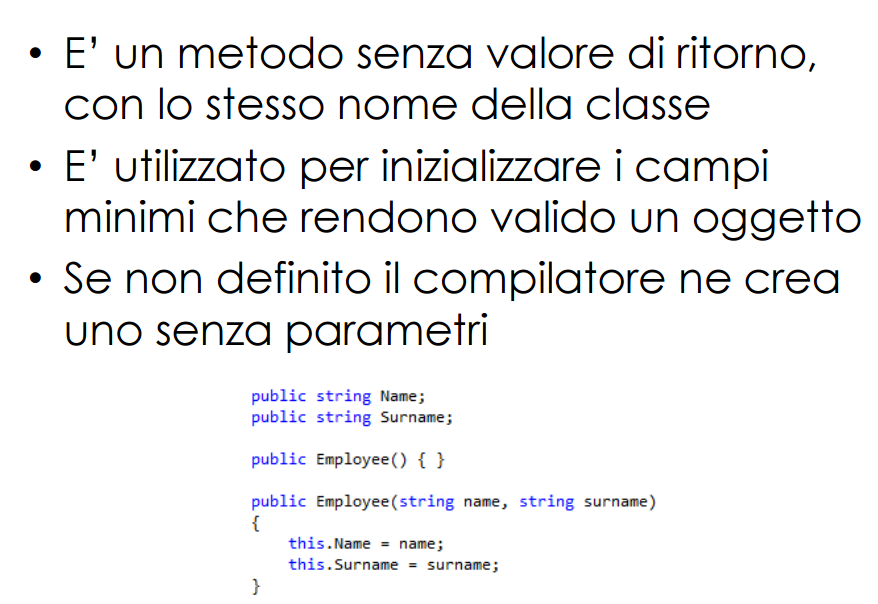 • E’ un metodo senza valore di ritorno,
con lo stesso nome della classe
• E’ utilizzato per inizializzare i campi
minimi che rendono valido un oggetto
• Se non definito il compilatore ne crea
uno senza parametri
public string Name;
public string Surname;
public Employee() { }
public Employee(string name, string surname)
{
this.Name = name;
this.Surname = surname;
}